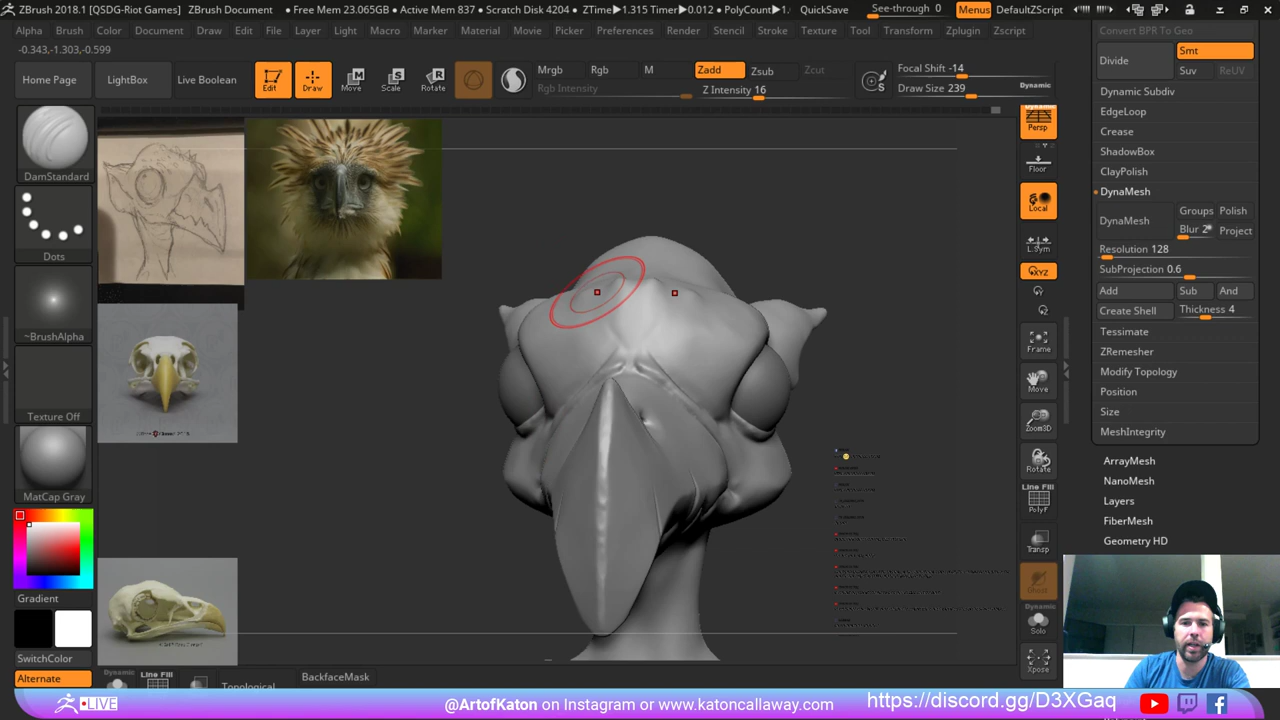 ZBrush 2018.1 [QSDG-Riot Games]
ZBrush Document
• Free Mem 23.065GB • Active Mem 837 • Scratch Disk 4204 • ZTime▶1.315 Timer▶0.012 • PolyCount▶1.
QuickSave
See-through 0
Menus
DefaultZScript
Alpha
Brush
Color
Document
Draw
Edit
File
Layer
Light
Macro
Marker
Material
Movie
Picker
Preferences
Render
Stencil
Stroke
Texture
Tool
Transform
Zplugin
Zscript
-0.343,-1.303,-0.599
Home Page
LightBox
Live Boolean
Edit
Draw
Move
Scale
Rotate
Mrgb
Rgb
M
Rgb Intensity
Zadd
Zsub
Zcut
Z Intensity 16
Focal Shift -14
Draw Size 239
Dynamic
DamStandard
Dots
~BrushAlpha
Texture Off
MatCap Gray
Gradient
SwitchColor
Alternate
Dynamic
Line Fill
Topological
BackfaceMask
Persp
Floor
Local
L.Sym
XYZ
Frame
Move
Zoom3D
Rotate
Line Fill
PolyF
Transp
Ghost
Dynamic
Solo
Xpose
Convert BPR To Geo
Divide
Smt
Suv
ReUV
Dynamic Subdiv
EdgeLoop
Crease
ShadowBox
ClayPolish
DynaMesh
DynaMesh
Groups
Polish
Blur 2
Project
Resolution 128
SubProjection 0.6
Add
Sub
And
Create Shell
Thickness 4
Tessimate
ZRemesher
Modify Topology
Position
Size
MeshIntegrity
ArrayMesh
NanoMesh
Layers
FiberMesh
Geometry HD
LIVE
@ArtofKaton on Instagram or www.katoncallaway.com
https://discord.gg/D3XGaq